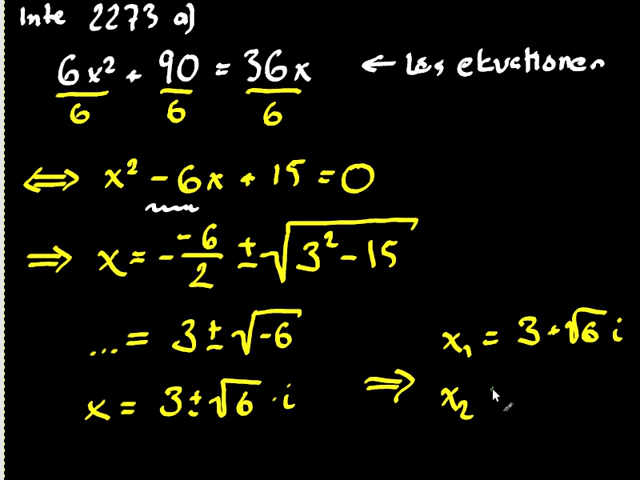 Inte 2273 a)
6x² + 90 = 36x ← Lös ekvationen
6 6 6
⟺ x² - 6x + 15 = 0
⟹ x = - -6/2 ± √(3² - 15)
... = 3 ± √-6
x₁ = 3 + √6 i
x = 3 ± √6 · i ⟹ x₂